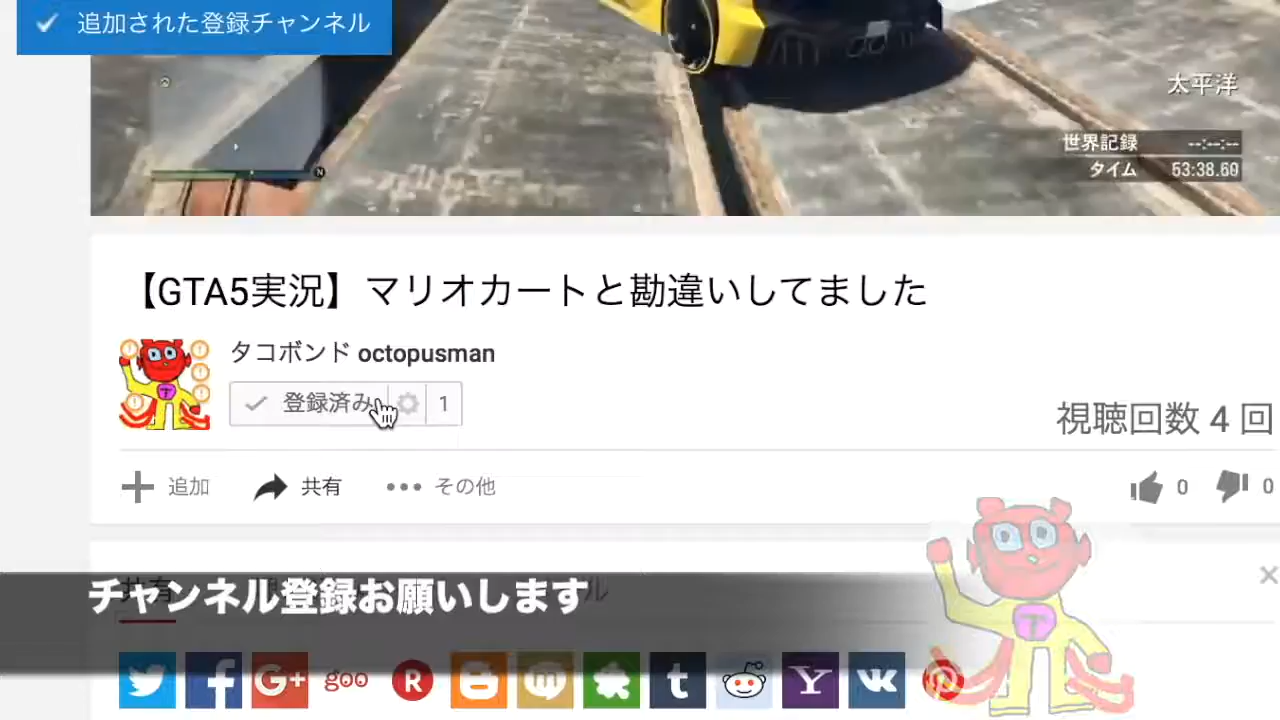 追加された登録チャンネル
太平洋
世界記録 --:--:--
タイム 53:38.60
N
【GTA5実況】マリオカートと勘違いしてました
タコボンド octopusman
登録済み 1
視聴回数 4 回
追加 共有 その他
0 0
チャンネル登録お願いします
G+ goo R B m t Y VK
T